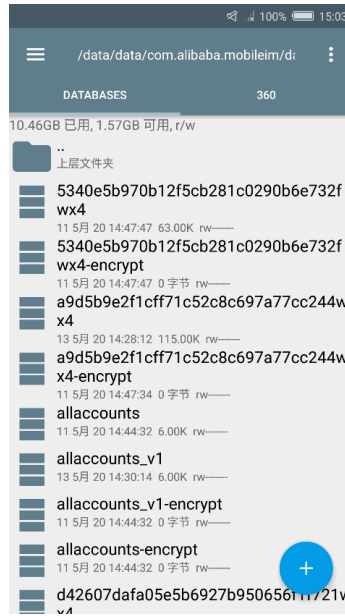 100% 15:03
/data/data/com.alibaba.mobileim/da
DATABASES 360
10.46GB 已用, 1.57GB 可用, r/w
..
上层文件夹
5340e5b970b12f5cb281c0290b6e732f
wx4
11 5月 20 14:47:47 63.00K rw-------
5340e5b970b12f5cb281c0290b6e732f
wx4-encrypt
11 5月 20 14:47:47 0 字节 rw-------
a9d5b9e2f1cff71c52c8c697a77cc244w
x4
13 5月 20 14:28:12 115.00K rw-------
a9d5b9e2f1cff71c52c8c697a77cc244w
x4-encrypt
11 5月 20 14:47:34 0 字节 rw-------
allaccounts
11 5月 20 14:44:32 6.00K rw-------
allaccounts_v1
13 5月 20 14:30:14 6.00K rw-------
allaccounts_v1-encrypt
11 5月 20 14:44:32 0 字节 rw-------
allaccounts-encrypt
11 5月 20 14:44:32 0 字节 rw-------
x4